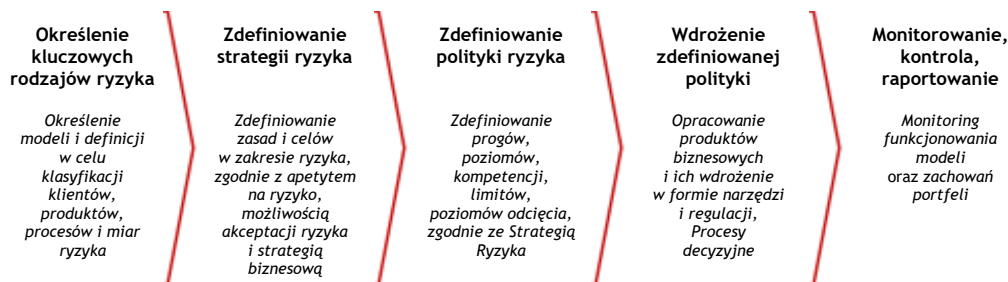 Określenie
kluczowych
rodzajów ryzyka
Określenie
modeli i definicji
w celu
klasyfikacji
klientów,
produktów,
procesów i miar
ryzyka
Zdefiniowanie
strategii ryzyka
Zdefiniowanie
zasad i celów
w zakresie ryzyka,
zgodnie z apetytem
na ryzyko,
możliwością
akceptacji ryzyka
i strategią
biznesową
Zdefiniowanie
polityki ryzyka
Zdefiniowanie
progów,
poziomów,
kompetencji,
limitów,
poziomów odcięcia,
zgodnie ze Strategią
Ryzyka
Wdrożenie
zdefiniowanej
polityki
Opracowanie
produktów
biznesowych
i ich wdrożenie
w formie narzędzi
i regulacji,
Procesy
decyzyjne
Monitorowanie,
kontrola,
raportowanie
Monitoring
funkcjonowania
modeli
oraz zachowań
portfeli